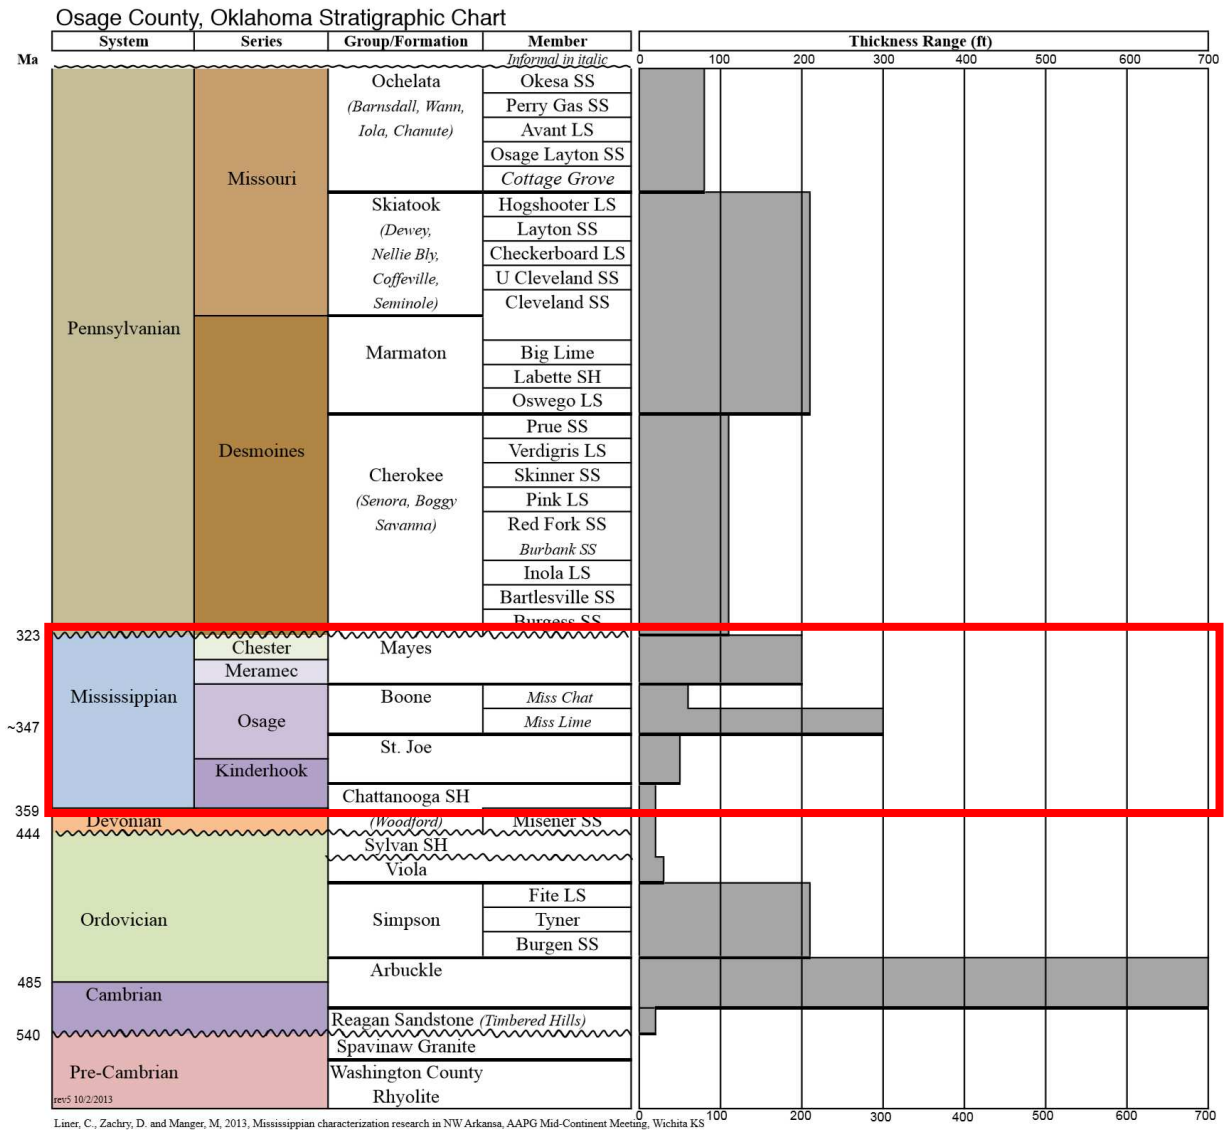 Osage County, Oklahoma Stratigraphic Chart
System Series Group/Formation Member Thickness Range (ft)
Ma Informal in italic 0 100 200 300 400 500 600 700
Ochelata Okesa SS
(Barnsdall, Wann, Perry Gas SS
Iola, Chanute) Avant LS
Osage Layton SS
Missouri Cottage Grove
Skiatook Hogshooter LS
(Dewey, Layton SS
Nellie Bly, Checkerboard LS
Coffeville, U Cleveland SS
Seminole) Cleveland SS
Pennsylvanian
Marmaton Big Lime
Labette SH
Oswego LS
Prue SS
Desmoines Verdigris LS
Cherokee Skinner SS
(Senora, Boggy Pink LS
Savanna) Red Fork SS
Burbank SS
Inola LS
Bartlesville SS
Burgess SS
323
Chester Mayes
Meramec
Mississippian Boone Miss Chat
~347 Osage Miss Lime
St. Joe
Kinderhook
Chattanooga SH
359
Devonian (Woodford) Misener SS
444
Sylvan SH
Viola
Fite LS
Ordovician Simpson Tyner
Burgen SS
Arbuckle
485
Cambrian
Reagan Sandstone (Timbered Hills)
540
Spavinaw Granite
Pre-Cambrian Washington County
Rhyolite
rev5 10/2/2013
0 100 200 300 400 500 600 700
Liner, C., Zachry, D. and Manger, M, 2013, Mississippian characterization research in NW Arkansa, AAPG Mid-Continent Meeting, Wichita KS